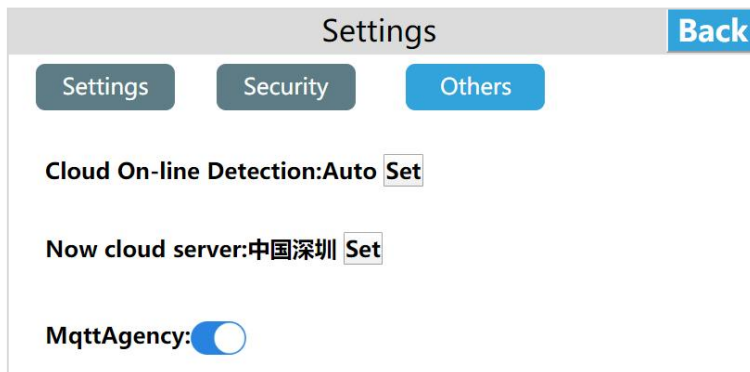 Settings Back
Settings Security Others
Cloud On-line Detection:Auto Set
Now cloud server:中国深圳 Set
MqttAgency: